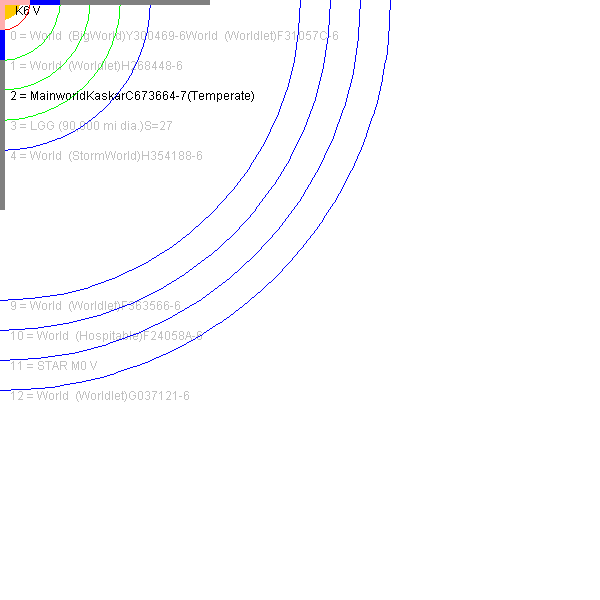 K6 V
0 = World (BigWorld)Y300469-6World (Worldlet)F31057C-6
1 = World (Worldlet)H268448-6
2 = MainworldKaskarC673664-7(Temperate)
3 = LGG (90,000 mi dia.)S=27
4 = World (StormWorld)H354188-6
9 = World (Worldlet)F363566-6
10 = World (Hospitable)F24058A-6
11 = STAR M0 V
12 = World (Worldlet)G037121-6